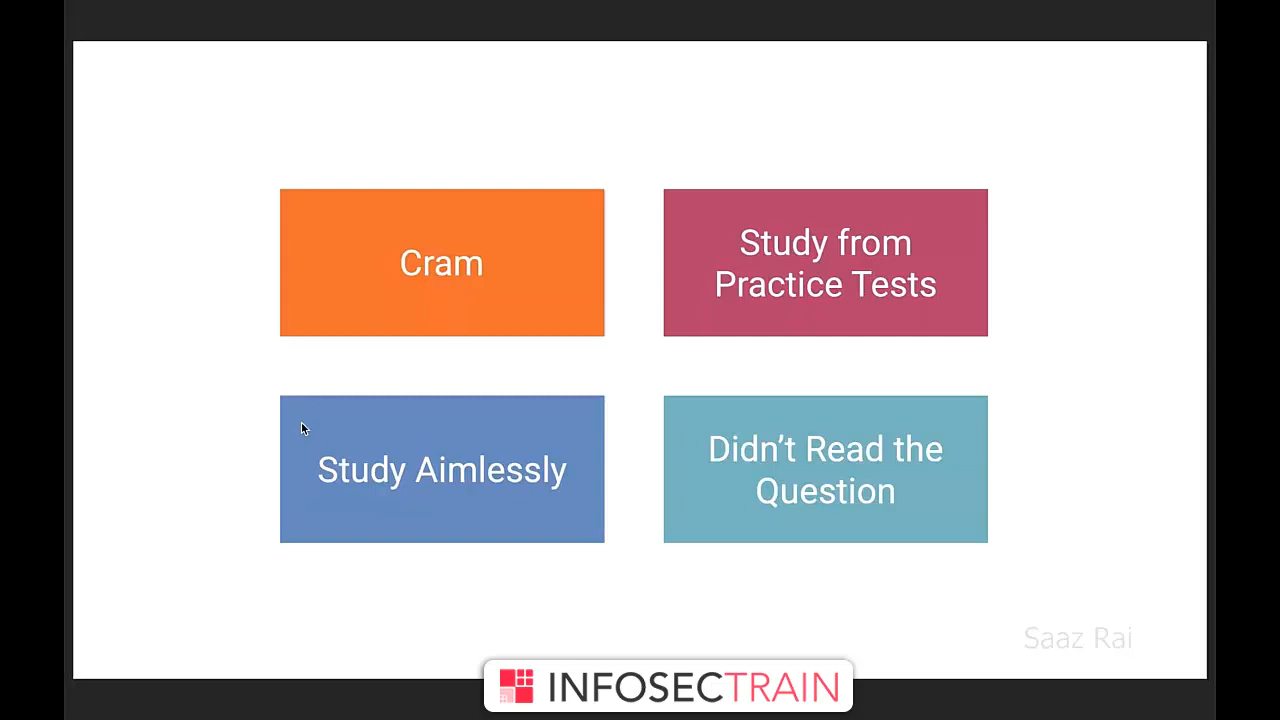 Cram
Study from
Practice Tests
Study Aimlessly
Didn’t Read the
Question
Saaz Rai
INFOSECTRAIN